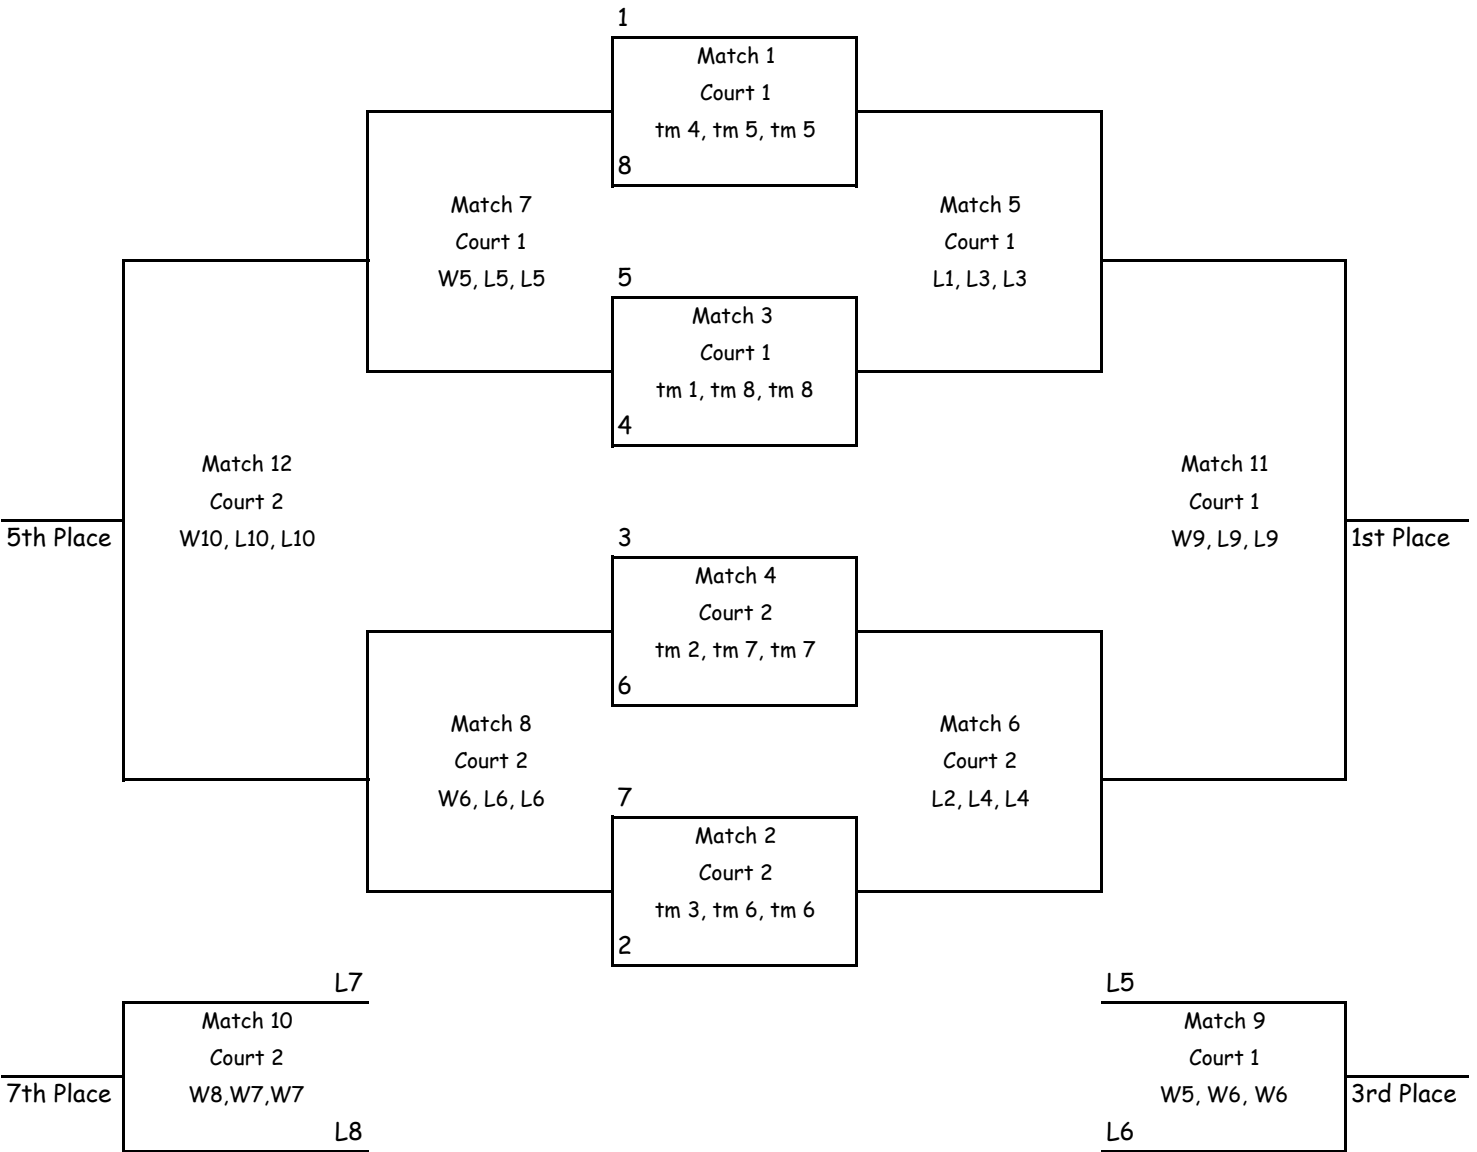 1
Match 1
Court 1
tm 4, tm 5, tm 5
8
Match 7
Court 1
W5, L5, L5
Match 5
Court 1
L1, L3, L3
5
Match 3
Court 1
tm 1, tm 8, tm 8
4
Match 12
Court 2
W10, L10, L10
5th Place
Match 11
Court 1
W9, L9, L9
1st Place
3
Match 4
Court 2
tm 2, tm 7, tm 7
6
Match 8
Court 2
W6, L6, L6
Match 6
Court 2
L2, L4, L4
7
Match 2
Court 2
tm 3, tm 6, tm 6
2
L7
Match 10
Court 2
W8,W7,W7
7th Place
L8
L5
Match 9
Court 1
W5, W6, W6
3rd Place
L6